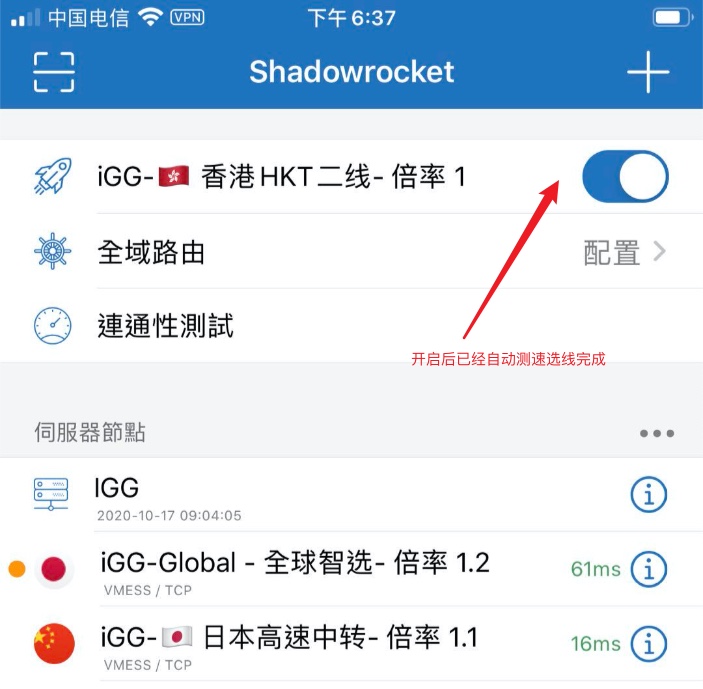 中国电信 VPN 下午 6:37
Shadowrocket
iGG-🇭🇰 香港HKT二线- 倍率 1
全域路由 配置
連通性測試
开启后已经自动测速选线完成
伺服器節點
IGG
2020-10-17 09:04:05
iGG-Global - 全球智选- 倍率 1.2 61ms
VMESS / TCP
iGG-🇯🇵 日本高速中转- 倍率 1.1 16ms
VMESS / TCP